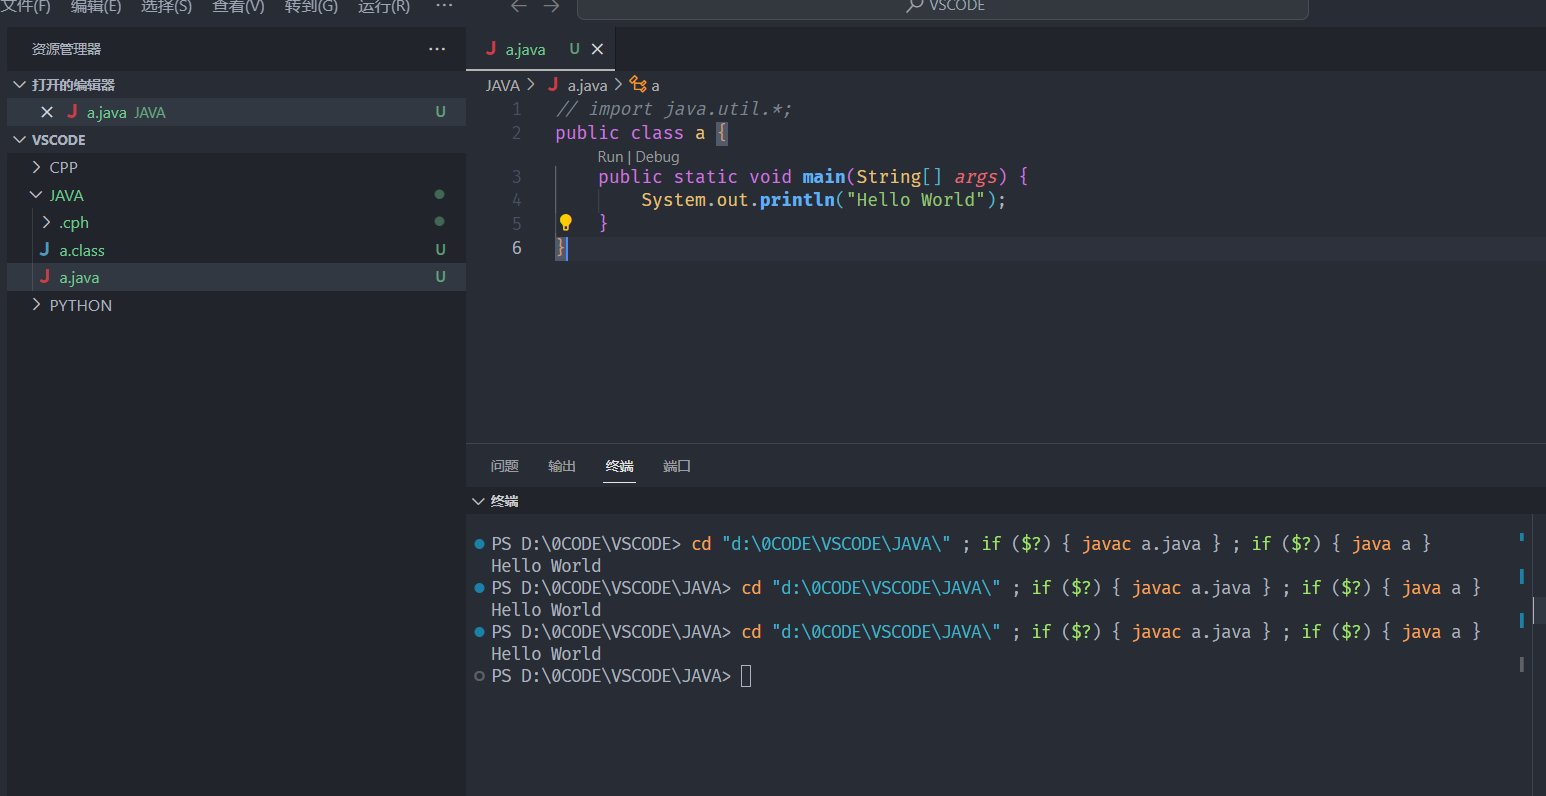 文件(F) 编辑(E) 选择(S) 查看(V) 转到(G) 运行(R) ··· VSCODE
资源管理器 ···
打开的编辑器
a.java JAVA U
VSCODE
CPP
JAVA
.cph
a.class U
a.java U
PYTHON
a.java U
JAVA > a.java > a
1 // import java.util.*;
2 public class a {
Run | Debug
3 public static void main(String[] args) {
4 System.out.println("Hello World");
5 }
6 }
问题 输出 终端 端口
终端
PS D:\0CODE\VSCODE> cd "d:\0CODE\VSCODE\JAVA\" ; if ($?) { javac a.java } ; if ($?) { java a }
Hello World
PS D:\0CODE\VSCODE\JAVA> cd "d:\0CODE\VSCODE\JAVA\" ; if ($?) { javac a.java } ; if ($?) { java a }
Hello World
PS D:\0CODE\VSCODE\JAVA> cd "d:\0CODE\VSCODE\JAVA\" ; if ($?) { javac a.java } ; if ($?) { java a }
Hello World
PS D:\0CODE\VSCODE\JAVA>